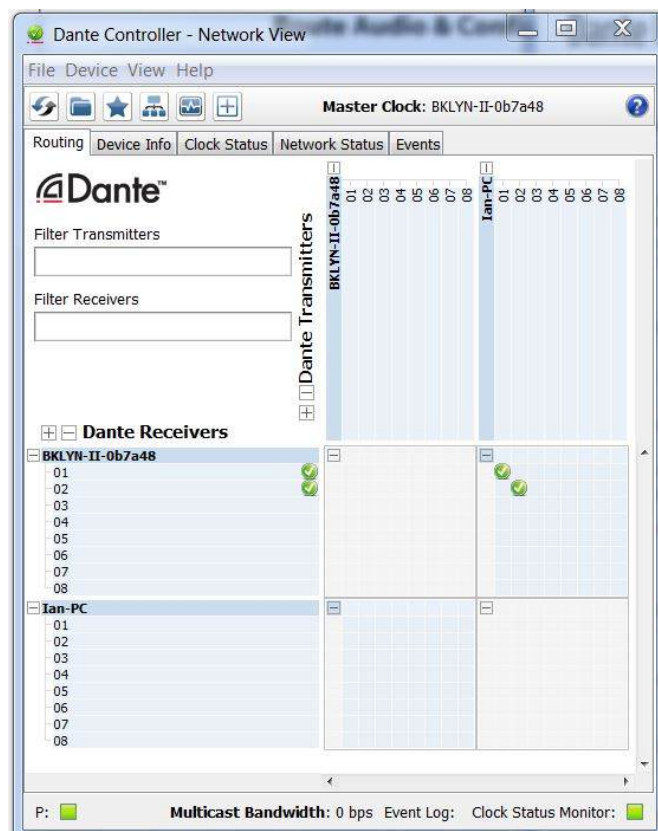 Dante Controller - Network View
File Device View Help
Master Clock: BKLYN-II-0b7a48
Routing Device Info Clock Status Network Status Events
Dante™
Filter Transmitters
Filter Receivers
Dante Transmitters
BKLYN-II-0b7a48
01 02 03 04 05 06 07 08
Ian-PC
01 02 03 04 05 06 07 08
Dante Receivers
BKLYN-II-0b7a48
01
02
03
04
05
06
07
08
Ian-PC
01
02
03
04
05
06
07
08
P: Multicast Bandwidth: 0 bps Event Log: Clock Status Monitor: